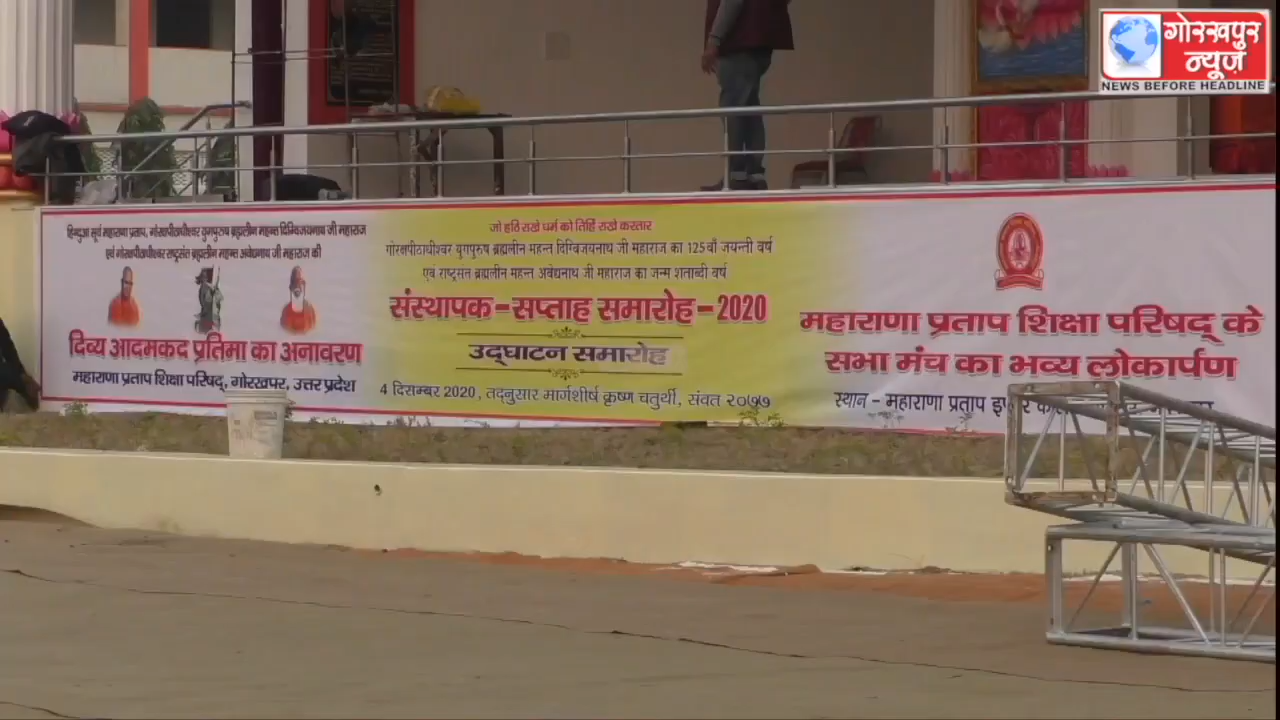 गोरखपुर
न्यूज़
NEWS BEFORE HEADLINE
हिन्दुआ सूर्य महाराणा प्रताप, गोरक्षपीठाधीश्वर युगपुरुष ब्रह्मलीन महन्त दिग्विजयनाथ जी महाराज
एवं गोरक्षपीठाधीश्वर राष्ट्रसंत ब्रह्मलीन महन्त अवेद्यनाथ जी महाराज की
दिव्य आदमकद प्रतिमा का अनावरण
महाराणा प्रताप शिक्षा परिषद्, गोरखपुर, उत्तर प्रदेश
जो हठि राखे धर्म को तिहिं राखे करतार
गोरक्षपीठाधीश्वर युगपुरुष ब्रह्मलीन महन्त दिग्विजयनाथ जी महाराज का 125वाँ जयन्ती वर्ष
एवं राष्ट्रसंत ब्रह्मलीन महन्त अवेद्यनाथ जी महाराज का जन्म शताब्दी वर्ष
संस्थापक-सप्ताह समारोह-2020
उद्घाटन समारोह
4 दिसम्बर 2020, तद्नुसार मार्गशीर्ष कृष्ण चतुर्थी, संवत २०७७
महाराणा प्रताप शिक्षा परिषद् के
सभा मंच का भव्य लोकार्पण
स्थान - महाराणा प्रताप